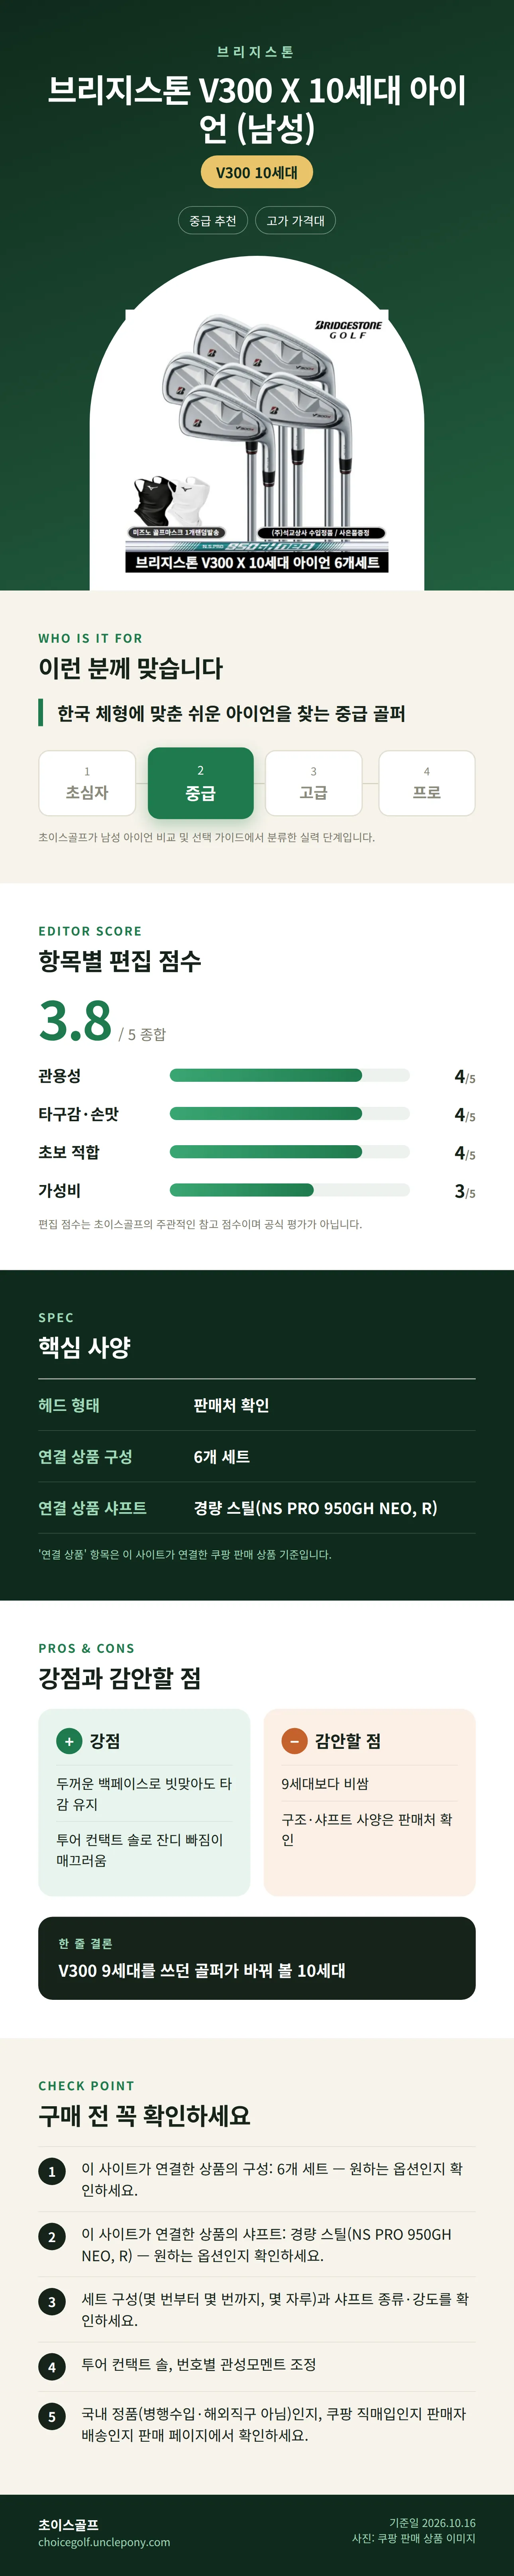 브리지스톤
브리지스톤 V300 X 10세대 아이
언 (남성)
V300 10세대
중급 추천
고가 가격대
BRIDGESTONE
GOLF
미즈노 골프마스크 1개랜덤발송
(주)석교상사 수입정품 / 사은품증정
N.S.PRO 950GH neo
브리지스톤 V300 X 10세대 아이언 6개세트
WHO IS IT FOR
이런 분께 맞습니다
한국 체형에 맞춘 쉬운 아이언을 찾는 중급 골퍼
1
초심자
2
중급
3
고급
4
프로
초이스골프가 남성 아이언 비교 및 선택 가이드에서 분류한 실력 단계입니다.
EDITOR SCORE
항목별 편집 점수
3.8 / 5 종합
관용성 4/5
타구감·손맛 4/5
초보 적합 4/5
가성비 3/5
편집 점수는 초이스골프의 주관적인 참고 점수이며 공식 평가가 아닙니다.
SPEC
핵심 사양
헤드 형태 판매처 확인
연결 상품 구성 6개 세트
연결 상품 샤프트 경량 스틸(NS PRO 950GH NEO, R)
'연결 상품' 항목은 이 사이트가 연결한 쿠팡 판매 상품 기준입니다.
PROS & CONS
강점과 감안할 점
+ 강점
두꺼운 백페이스로 빗맞아도 타
감 유지
투어 컨택트 솔로 잔디 빠짐이
매끄러움
− 감안할 점
9세대보다 비쌈
구조·샤프트 사양은 판매처 확
인
한 줄 결론
V300 9세대를 쓰던 골퍼가 바꿔 볼 10세대
CHECK POINT
구매 전 꼭 확인하세요
1 이 사이트가 연결한 상품의 구성: 6개 세트 — 원하는 옵션인지 확
인하세요.
2 이 사이트가 연결한 상품의 샤프트: 경량 스틸(NS PRO 950GH
NEO, R) — 원하는 옵션인지 확인하세요.
3 세트 구성(몇 번부터 몇 번까지, 몇 자루)과 샤프트 종류·강도를 확
인하세요.
4 투어 컨택트 솔, 번호별 관성모멘트 조정
5 국내 정품(병행수입·해외직구 아님)인지, 쿠팡 직매입인지 판매자
배송인지 판매 페이지에서 확인하세요.
초이스골프
choicegolf.unclepony.com
기준일 2026.10.16
사진: 쿠팡 판매 상품 이미지